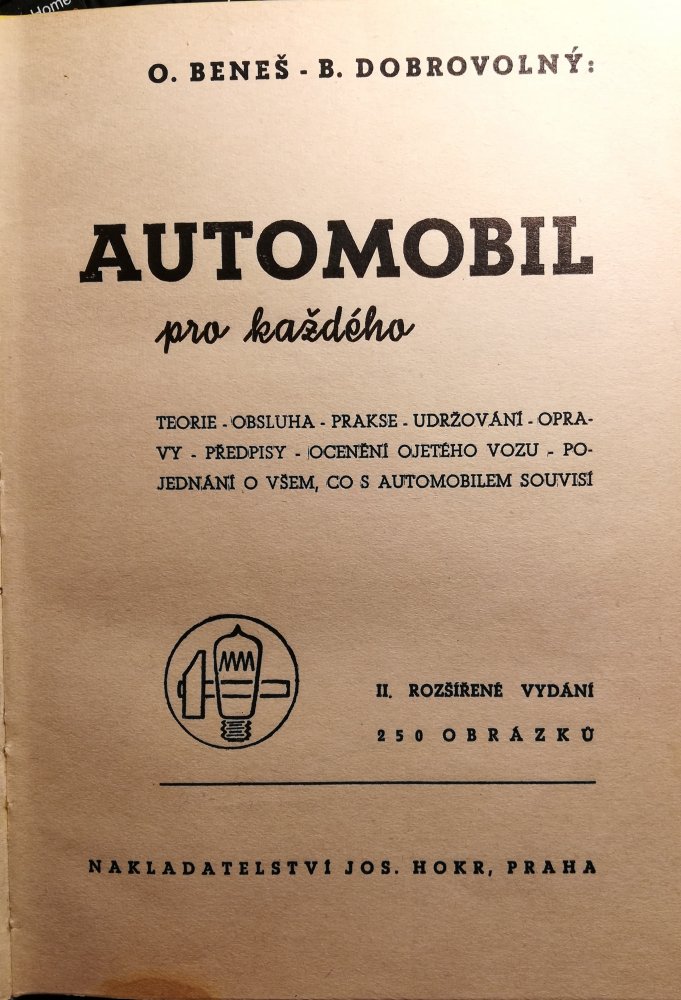 Home
O. BENEŠ - B. DOBROVOLNÝ:
AUTOMOBIL
pro každého
TEORIE - OBSLUHA - PRAKSE - UDRŽOVÁNÍ - OPRA-
VY - PŘEDPISY - OCENĚNÍ OJETÉHO VOZU - PO-
JEDNÁNÍ O VŠEM, CO S AUTOMOBILEM SOUVISÍ
II. ROZŠÍŘENÉ VYDÁNÍ
250 OBRÁZKŮ
NAKLADATELSTVÍ JOS. HOKR, PRAHA